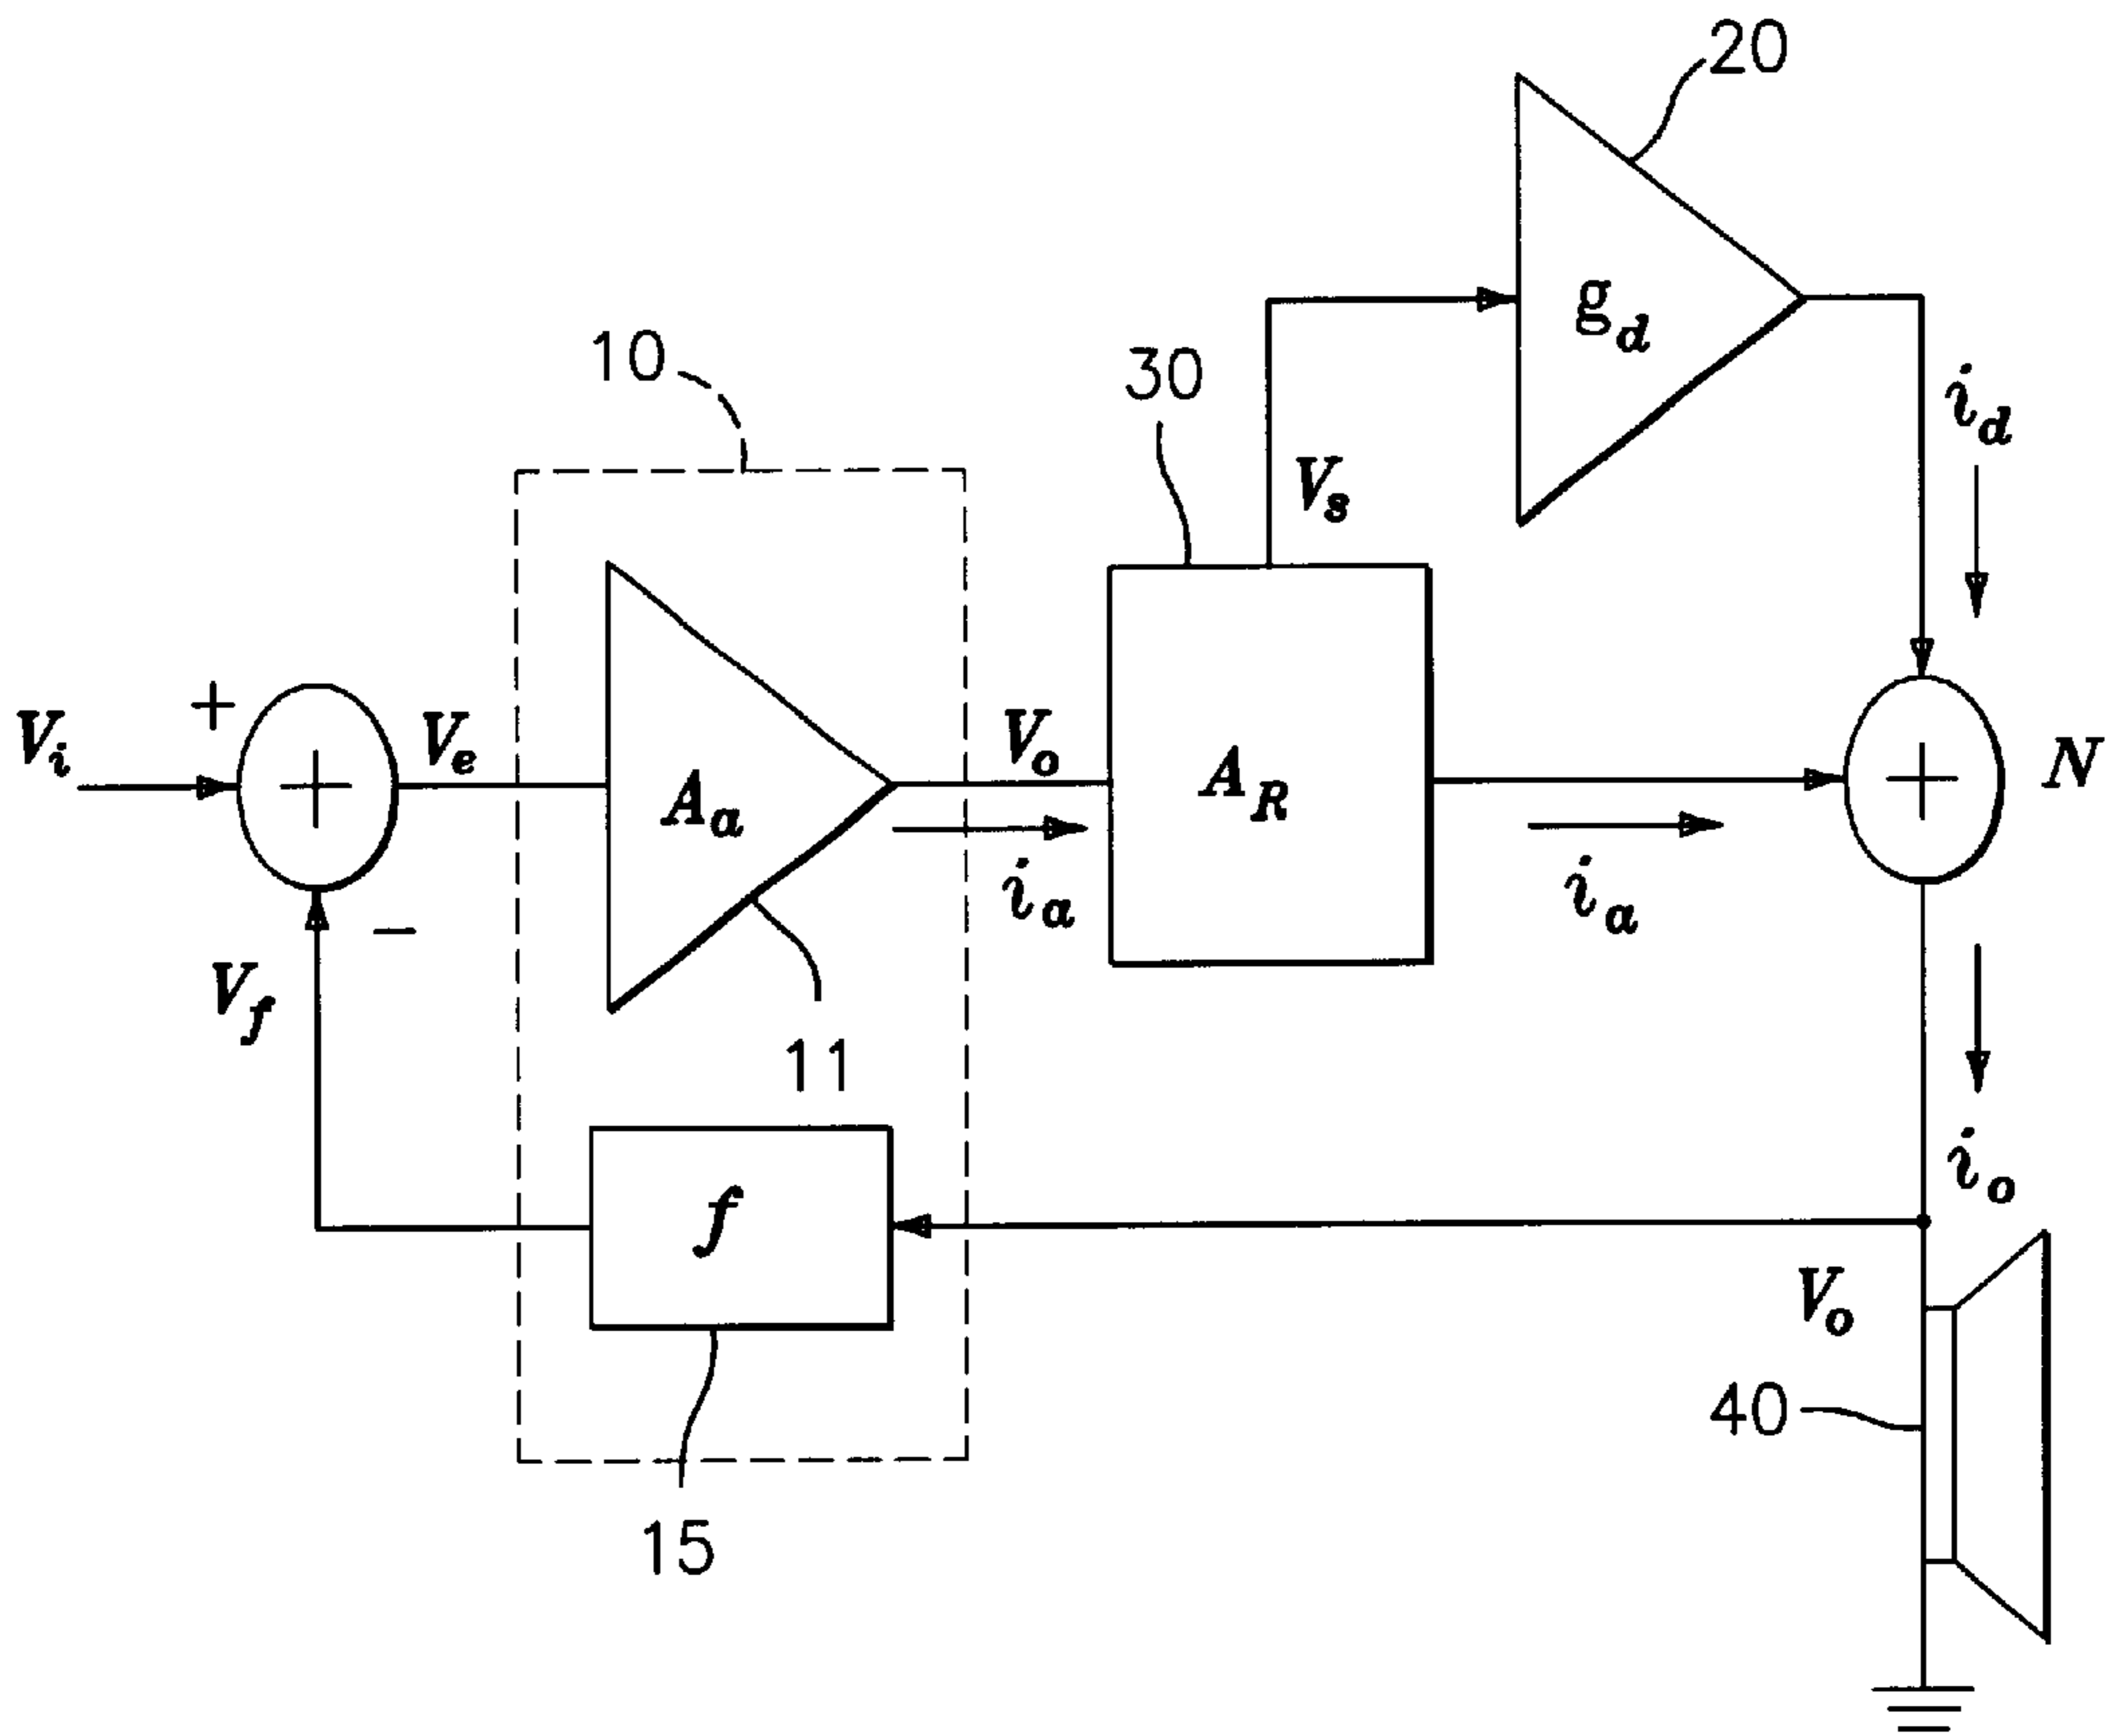 20
g_d
10
30
i_d
V_s
+
V_i
+
V_e
A_a
V_o
A_R
+
N
i_a
i_a
−
V_f
11
f
i_o
V_o
40
15